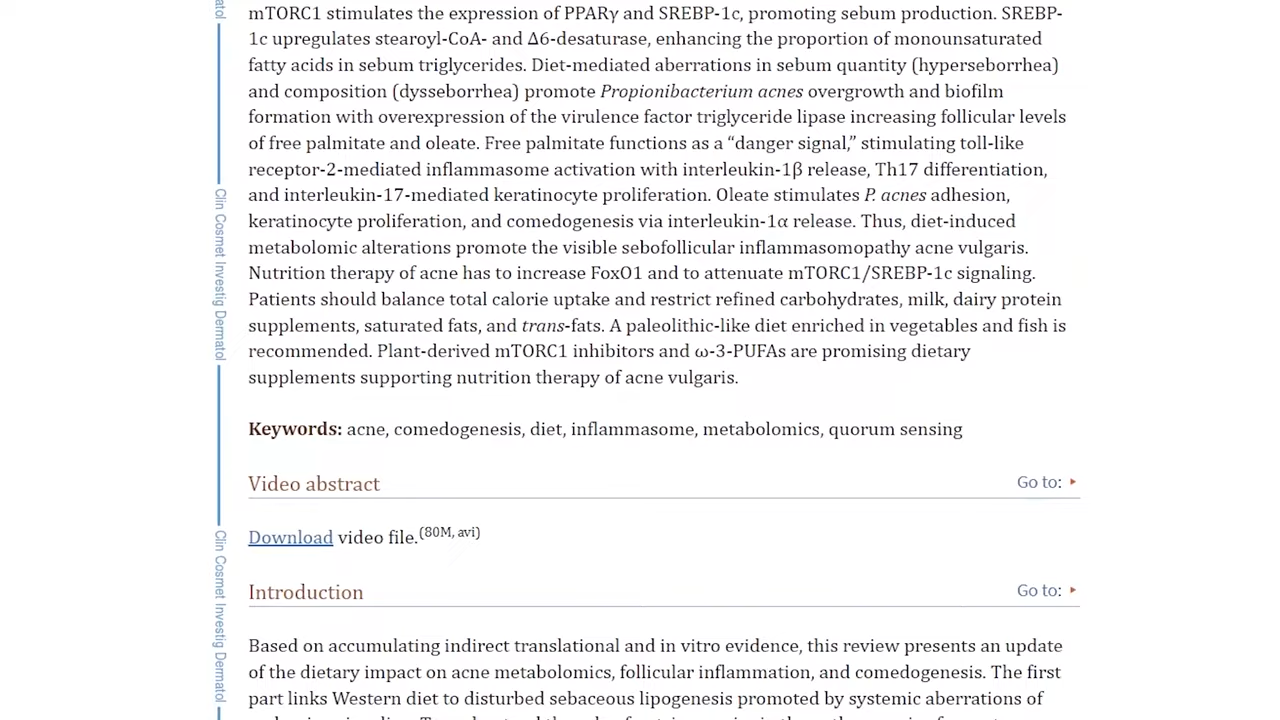 mTORC1 stimulates the expression of PPARγ and SREBP-1c, promoting sebum production. SREBP-
1c upregulates stearoyl-CoA- and Δ6-desaturase, enhancing the proportion of monounsaturated
fatty acids in sebum triglycerides. Diet-mediated aberrations in sebum quantity (hyperseborrhea)
and composition (dysseborrhea) promote Propionibacterium acnes overgrowth and biofilm
formation with overexpression of the virulence factor triglyceride lipase increasing follicular levels
of free palmitate and oleate. Free palmitate functions as a “danger signal,” stimulating toll-like
receptor-2-mediated inflammasome activation with interleukin-1β release, Th17 differentiation,
and interleukin-17-mediated keratinocyte proliferation. Oleate stimulates P. acnes adhesion,
keratinocyte proliferation, and comedogenesis via interleukin-1α release. Thus, diet-induced
metabolomic alterations promote the visible sebofollicular inflammasomopathy acne vulgaris.
Nutrition therapy of acne has to increase FoxO1 and to attenuate mTORC1/SREBP-1c signaling.
Patients should balance total calorie uptake and restrict refined carbohydrates, milk, dairy protein
supplements, saturated fats, and trans-fats. A paleolithic-like diet enriched in vegetables and fish is
recommended. Plant-derived mTORC1 inhibitors and ω-3-PUFAs are promising dietary
supplements supporting nutrition therapy of acne vulgaris.
Keywords: acne, comedogenesis, diet, inflammasome, metabolomics, quorum sensing
Video abstract Go to:
Download video file.(80M, avi)
Introduction Go to:
Based on accumulating indirect translational and in vitro evidence, this review presents an update
of the dietary impact on acne metabolomics, follicular inflammation, and comedogenesis. The first
part links Western diet to disturbed sebaceous lipogenesis promoted by systemic aberrations of
Clin Cosmet Investig Dermatol
Clin Cosmet Investig Dermatol